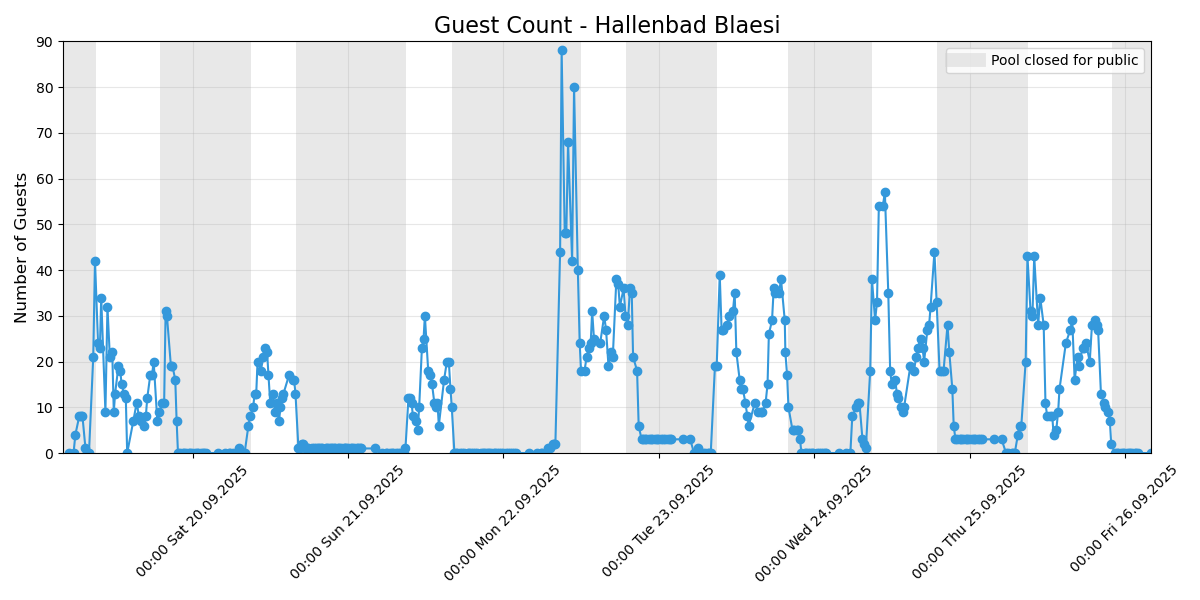 Guest Count - Hallenbad Blaesi
Pool closed for public
Number of Guests
90
80
70
60
50
40
30
20
10
0
00:00 Sat 20.09.2025
00:00 Sun 21.09.2025
00:00 Mon 22.09.2025
00:00 Tue 23.09.2025
00:00 Wed 24.09.2025
00:00 Thu 25.09.2025
00:00 Fri 26.09.2025